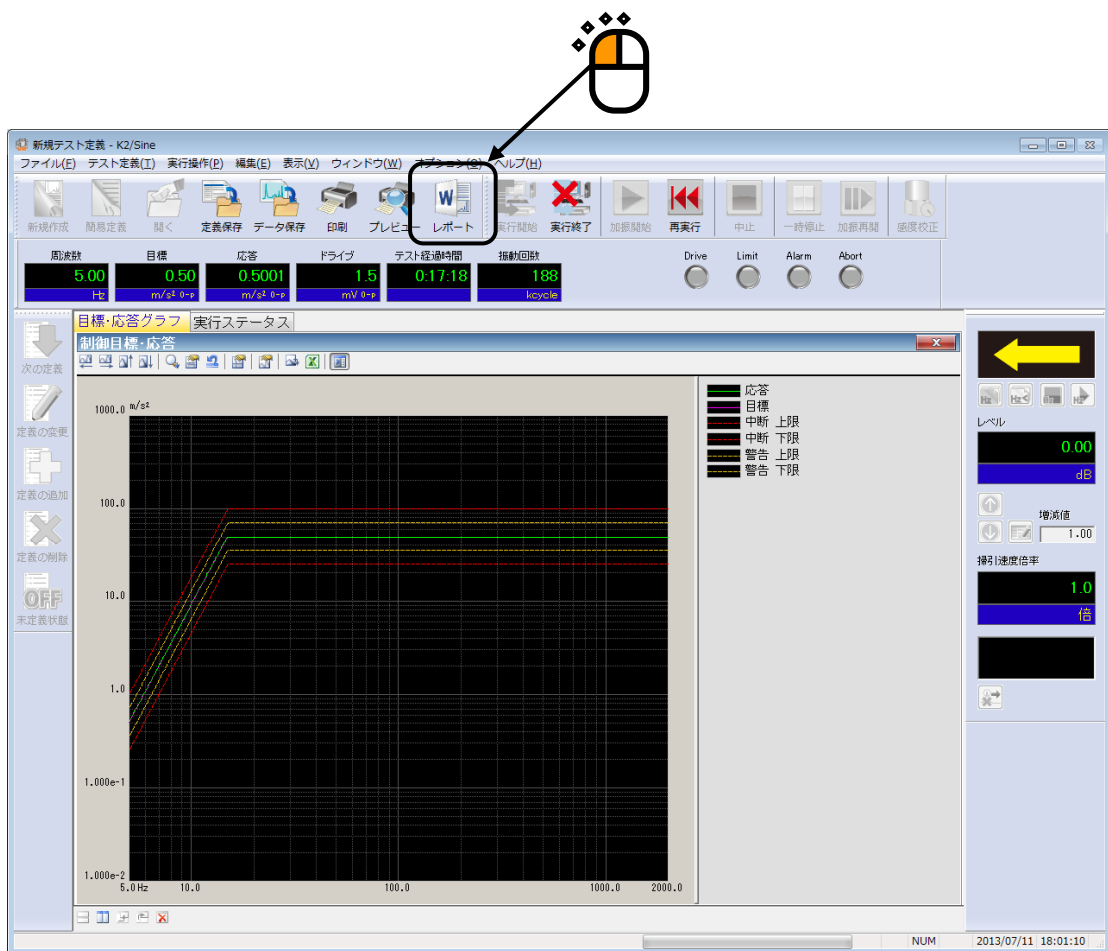 新規テスト定義 - K2/Sine
ファイル(F) テスト定義(T) 実行操作(P) 編集(E) 表示(V) ウィンドウ(W) オプション(O) ヘルプ(H)
新規作成 簡易定義 開く 定義保存 データ保存 印刷 プレビュー レポート 実行開始 実行終了 加振開始 再実行 中止 一時停止 加振再開 感度校正
周波数 目標 応答 ドライブ テスト経過時間 振動回数 Drive Limit Alarm Abort
5.00 0.50 0.5001 1.5 0:17:18 188
Hz m/s² 0-p m/s² 0-p mV 0-p kcycle
目標・応答グラフ 実行ステータス
制御目標・応答
次の定義
定義の変更
定義の追加
定義の削除
OFF
未定義状態
1000.0 m/s²
100.0
10.0
1.0
1.000e-1
1.000e-2
5.0Hz 10.0 100.0 1000.0 2000.0
応答
目標
中断 上限
中断 下限
警告 上限
警告 下限
レベル
0.00
dB
増減値
1.00
掃引速度倍率
1.0
倍
NUM 2013/07/11 18:01:10